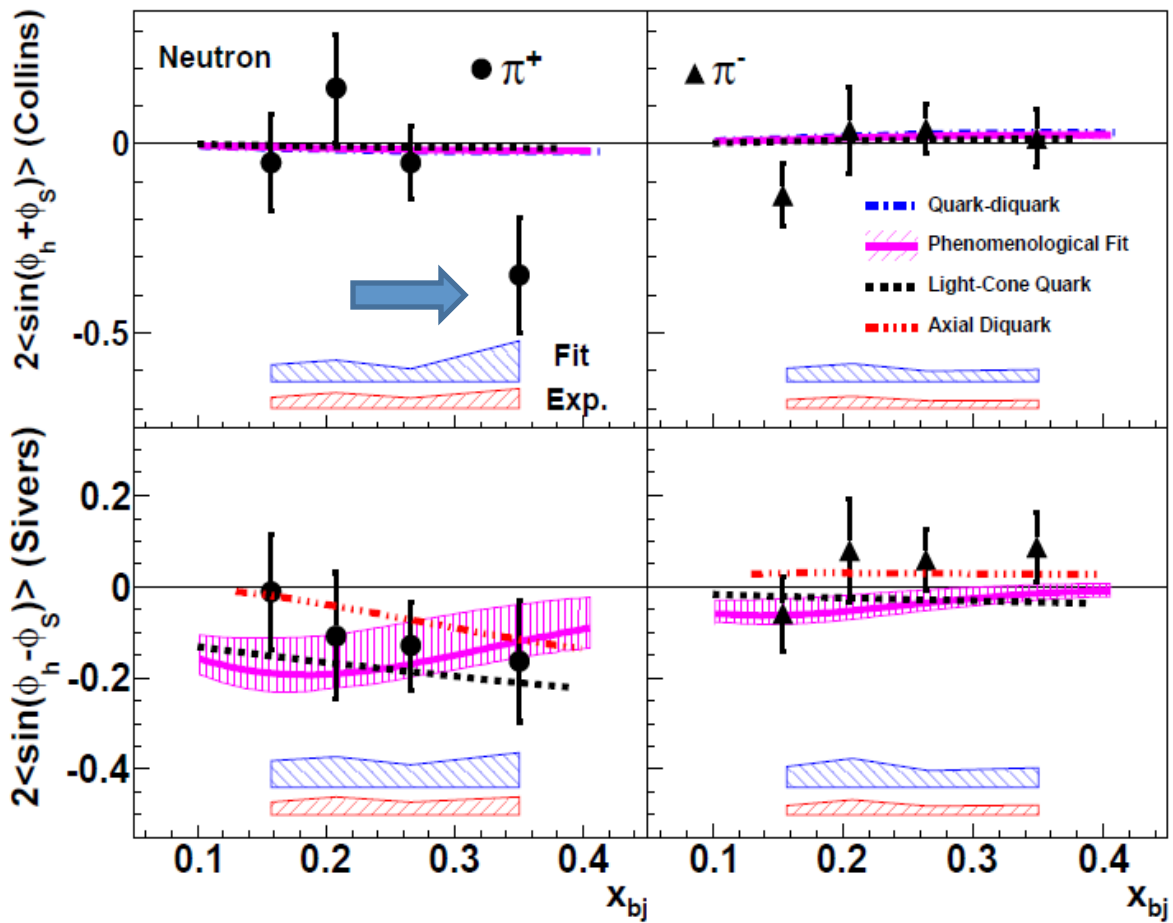 Neutron
π+
π-
2<sin(ϕh+ϕS)> (Collins)
0
-0.5
Quark-diquark
Phenomenological Fit
Light-Cone Quark
Axial Diquark
Fit
Exp.
2<sin(ϕh-ϕS)> (Sivers)
0.2
0
-0.2
-0.4
0.1 0.2 0.3 0.4
xbj
0.1 0.2 0.3 0.4
xbj